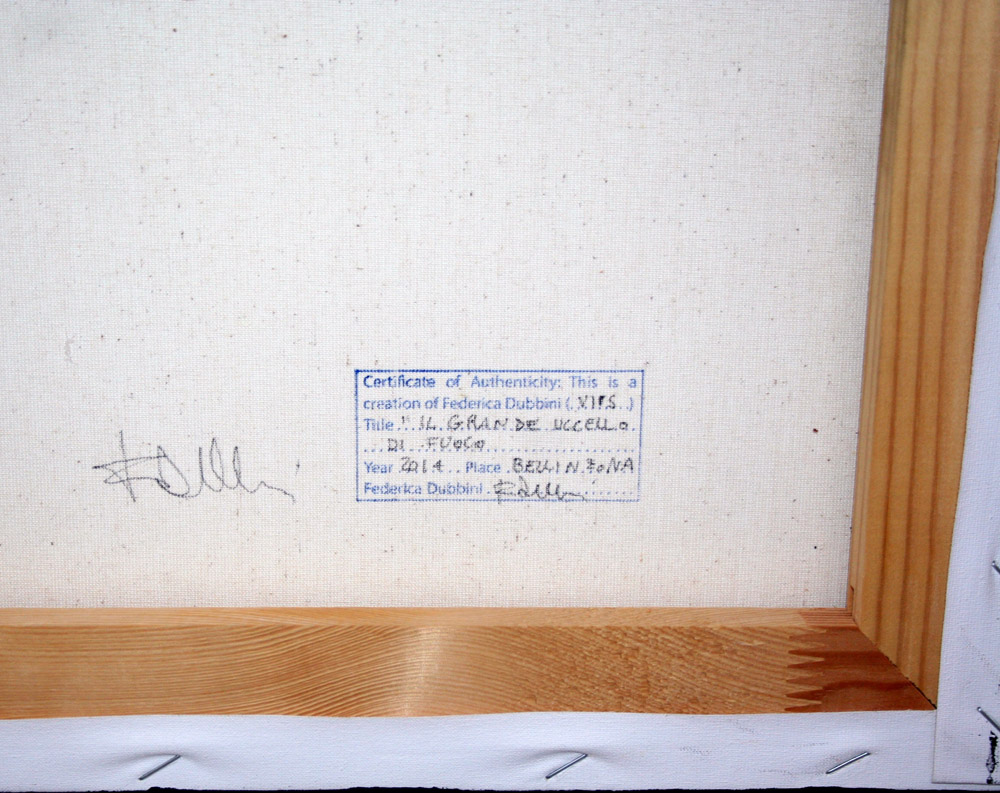 Certificate of Authenticity: This is a
creation of Federica Dubbini (.V.I.P.S..)
Title " IL GRANDE UCCELLO
DI FUOCO
Year 2014.. Place BELLINZONA
Federica Dubbini